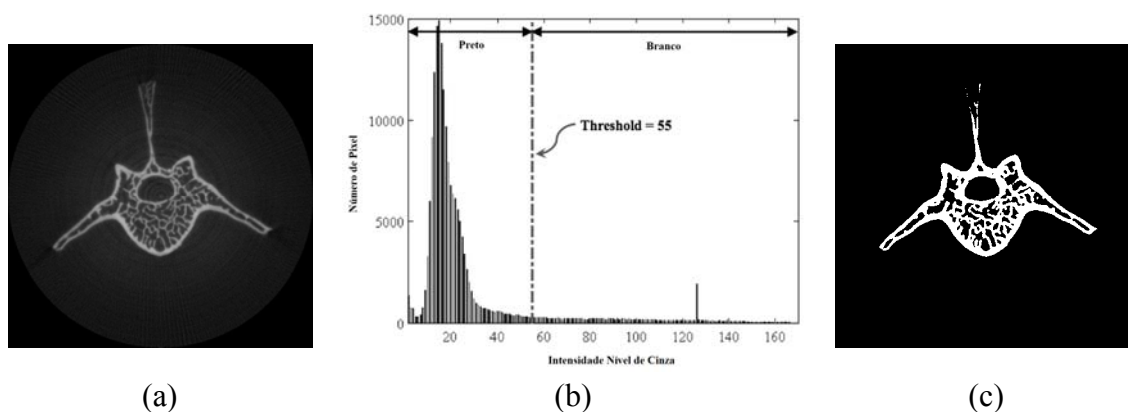 15000
10000
5000
0
Número de Pixel
Preto
Branco
Threshold = 55
20 40 60 80 100 120 140 160
Intensidade Nível de Cinza
(a) (b) (c)